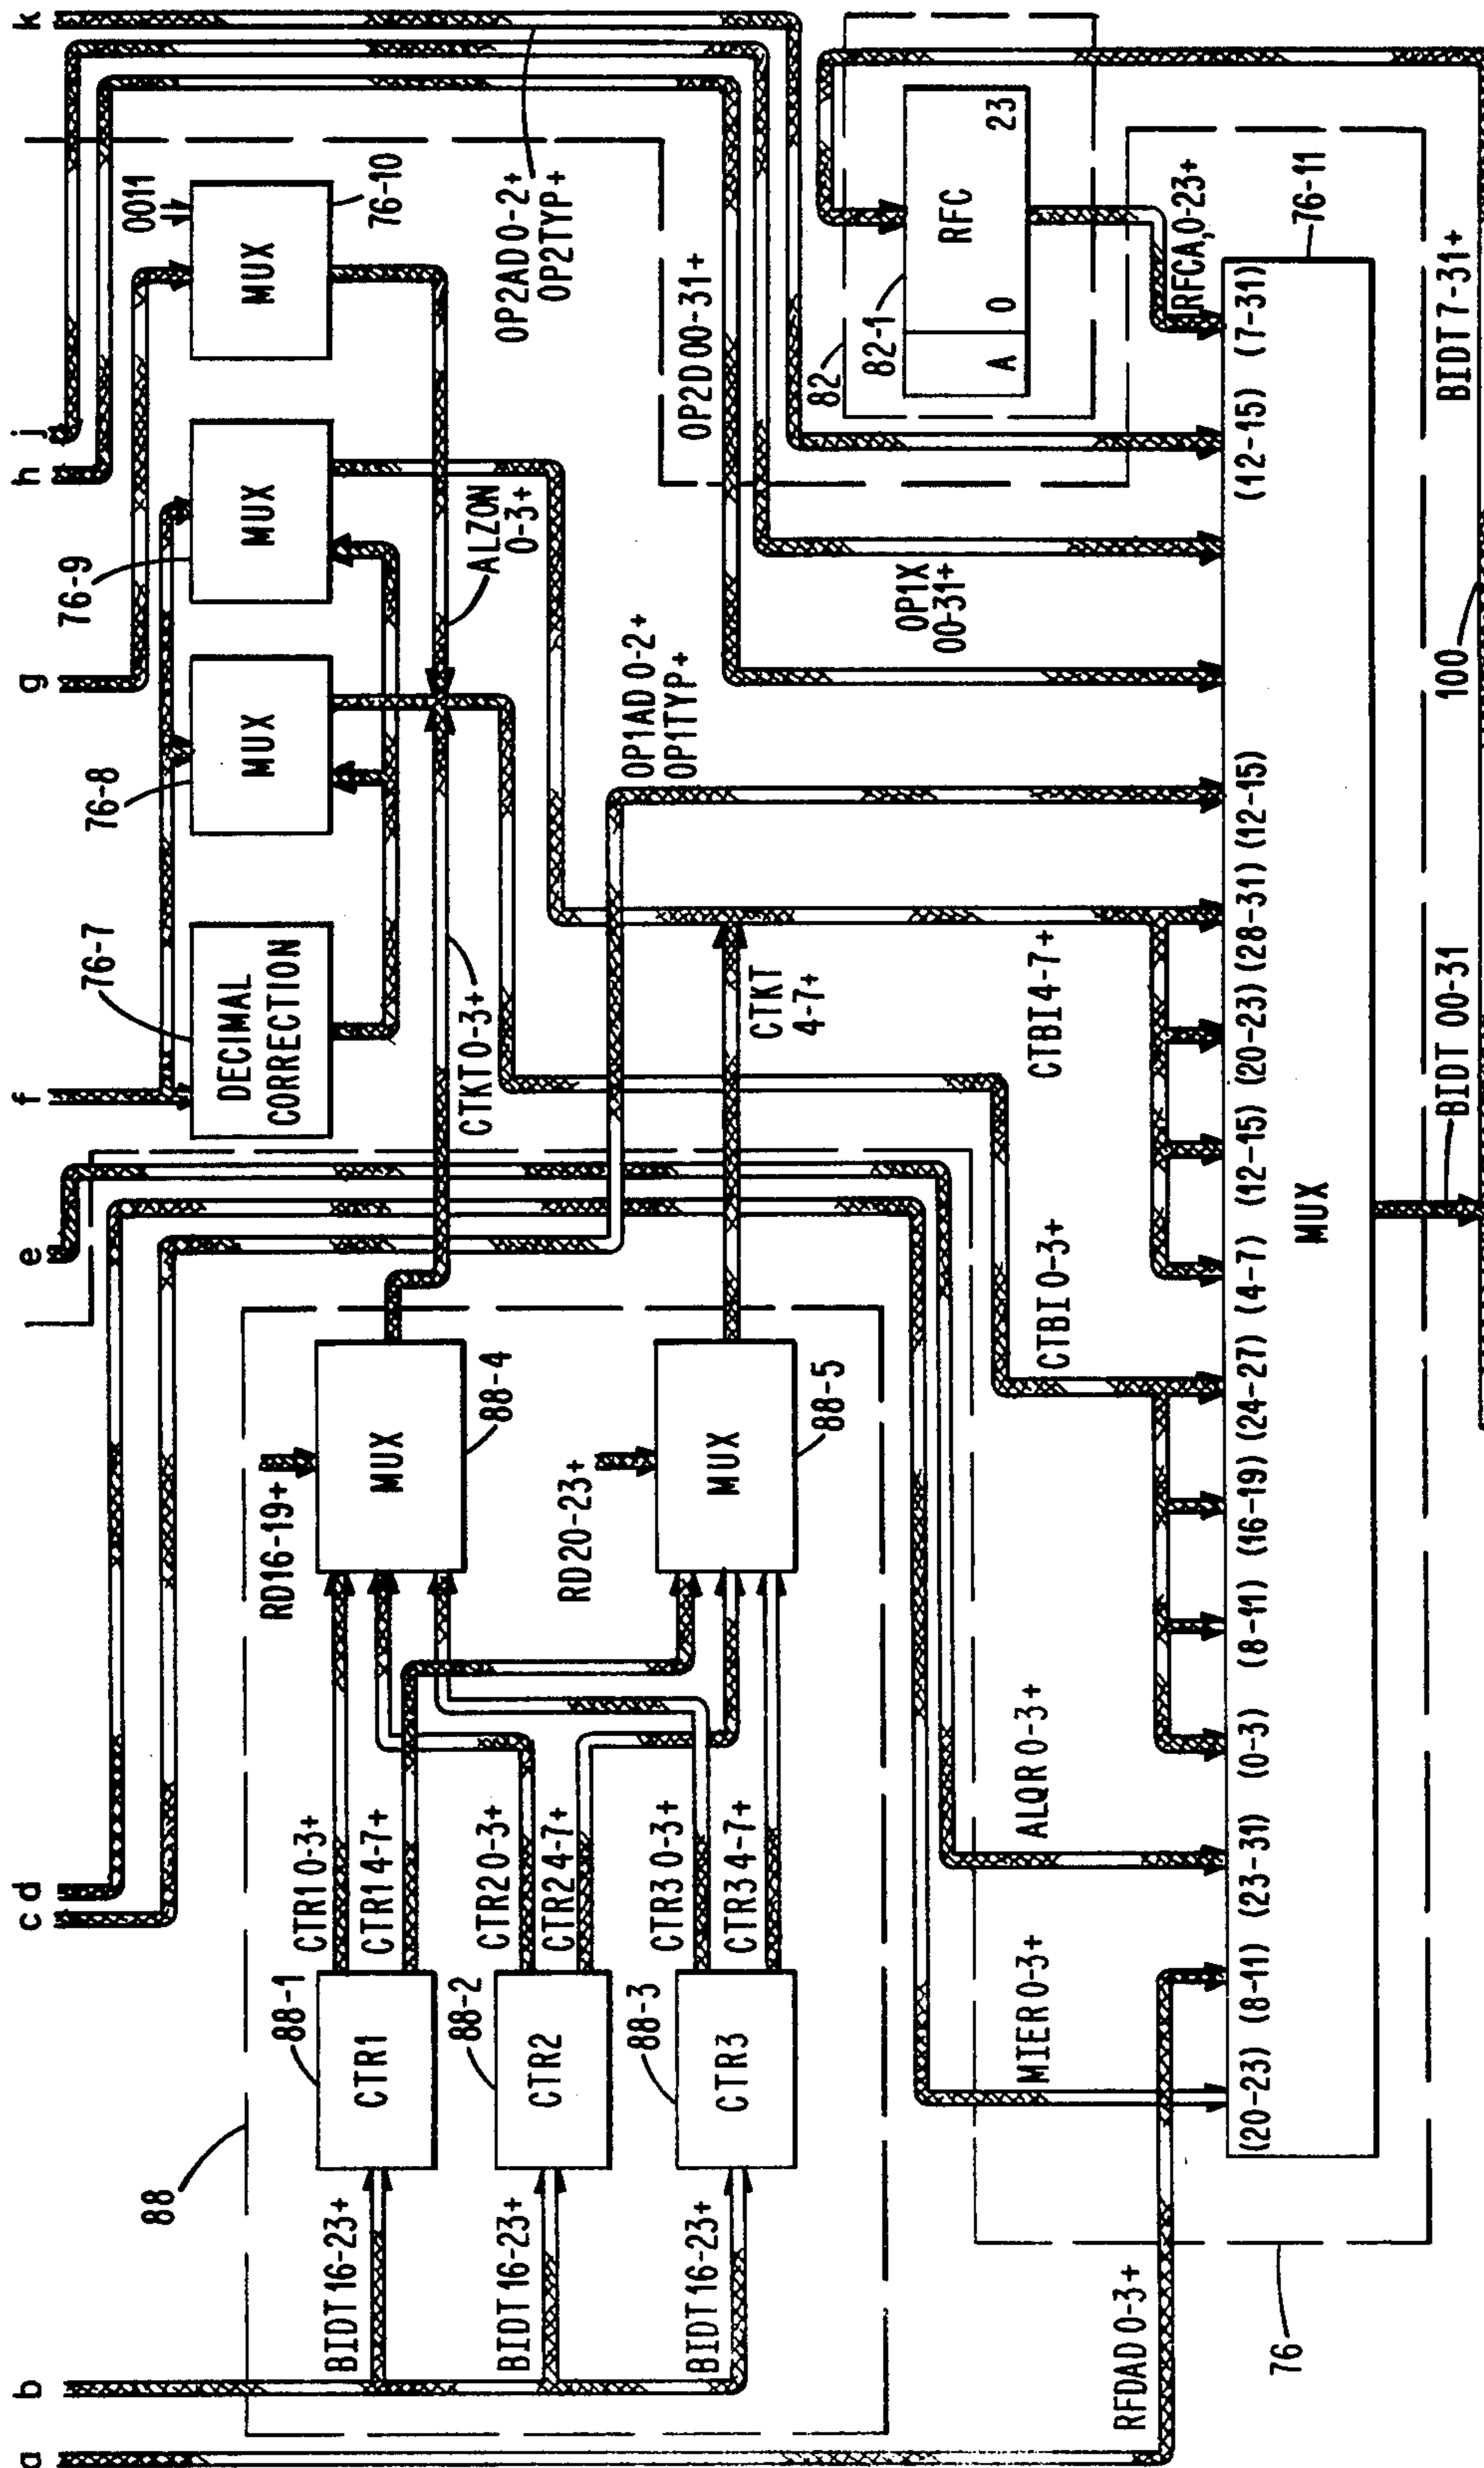 a
b
c
d
e
f
g
h
j
k
88
RD16-19+
MUX
88-4
RD20-23+
MUX
88-5
88-1
CTR1
CTR1 0-3+
CTR1 4-7+
88-2
CTR2
CTR2 0-3+
CTR2 4-7+
88-3
CTR3
CTR3 0-3+
CTR3 4-7+
BIDT 16-23+
BIDT 16-23+
BIDT 16-23+
76-7
DECIMAL
CORRECTION
76-8
MUX
76-9
MUX
0011
MUX
76-10
CTKT 0-3+
ALZON
0-3+
OP2AD 0-2+
OP2TYP+
CTKT
4-7+
OP1AD 0-2+
OP1TYP+
OP2D 00-31+
82
82-1
A
0
RFC
23
RFCA,0-23+
OP1X
00-31+
RFDAD 0-3+
MIER 0-3+
ALQR 0-3+
CTBI 0-3+
CTBI 4-7+
(20-23) (8-11) (23-31) (0-3) (8-11) (16-19) (24-27) (4-7) (12-15) (20-23) (28-31) (12-15) (12-15) (7-31)
MUX
76-11
76
BIDT 00-31
100
BIDT 7-31+